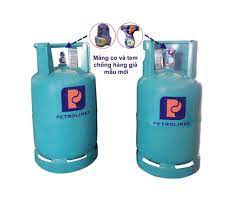 Màng co và tem
chống hàng giả
mẫu mới
PETROLIMEX
PETROLIMEX